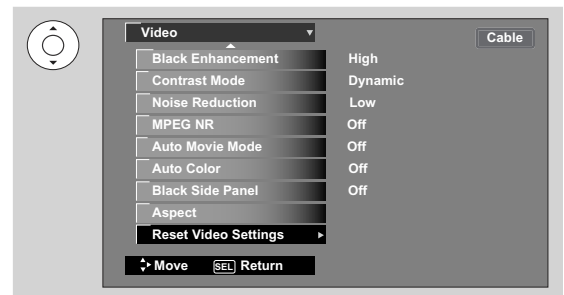 Video
Cable
Black Enhancement High
Contrast Mode Dynamic
Noise Reduction Low
MPEG NR Off
Auto Movie Mode Off
Auto Color Off
Black Side Panel Off
Aspect
Reset Video Settings
Move SEL Return